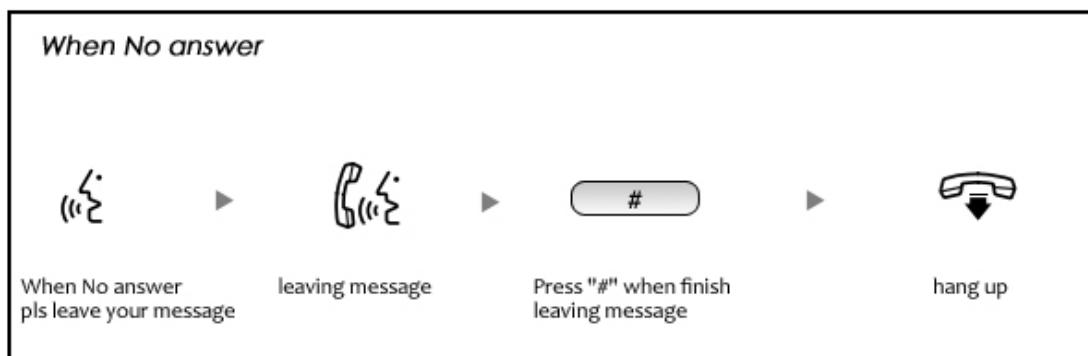 When No answer
#
When No answer
pls leave your message
leaving message
Press "#" when finish
leaving message
hang up